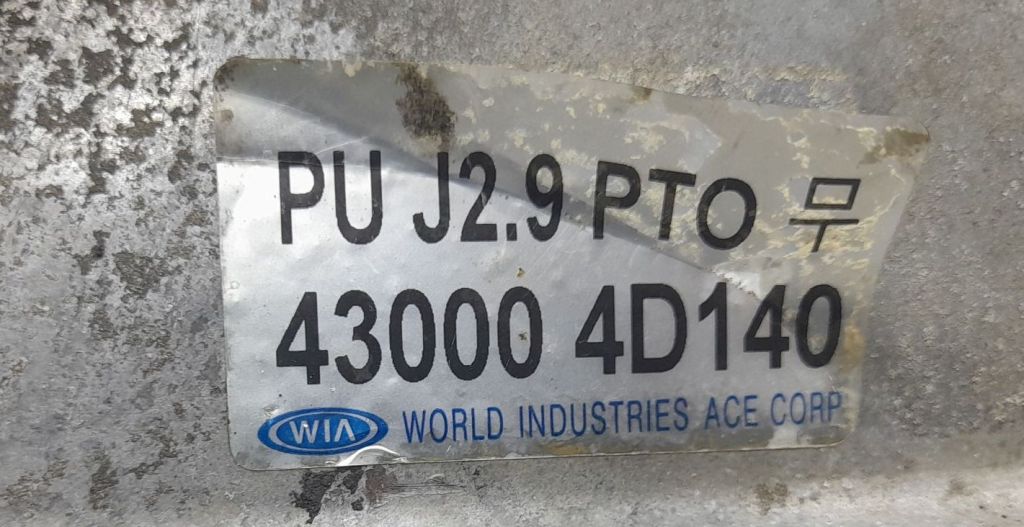 PU J2.9 PTO 무
43000 4D140
WIA WORLD INDUSTRIES ACE CORP